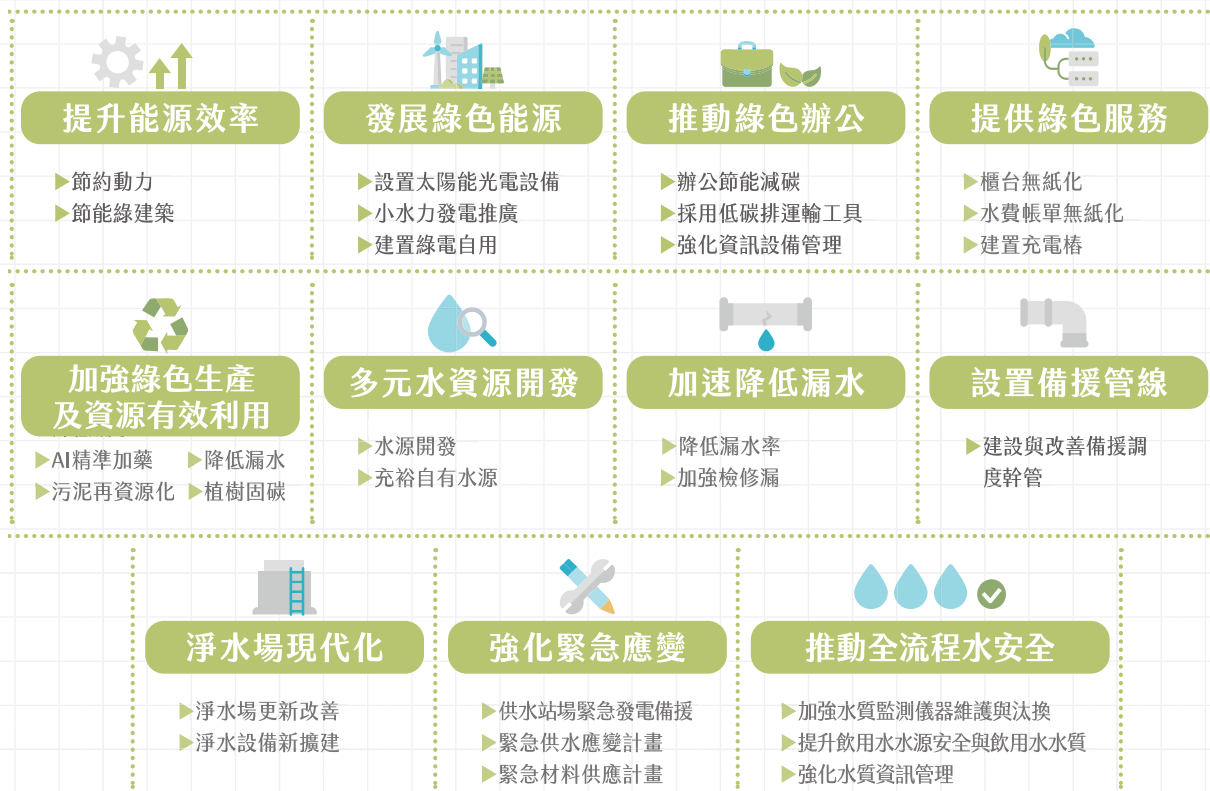 提升能源效率
▶節約動力
▶節能綠建築
發展綠色能源
▶設置太陽能光電設備
▶小水力發電推廣
▶建置綠電自用
推動綠色辦公
▶辦公節能減碳
▶採用低碳排運輸工具
▶強化資訊設備管理
提供綠色服務
▶櫃台無紙化
▶水費帳單無紙化
▶建置充電樁
加強綠色生產
及資源有效利用
▶AI精準加藥 ▶降低漏水
▶污泥再資源化 ▶植樹固碳
多元水資源開發
▶水源開發
▶充裕自有水源
加速降低漏水
▶降低漏水率
▶加強檢修漏
設置備援管線
▶建設與改善備援調
度幹管
淨水場現代化
▶淨水場更新改善
▶淨水設備新擴建
強化緊急應變
▶供水站場緊急發電備援
▶緊急供水應變計畫
▶緊急材料供應計畫
推動全流程水安全
▶加強水質監測儀器維護與汰換
▶提升飲用水水源安全與飲用水水質
▶強化水質資訊管理